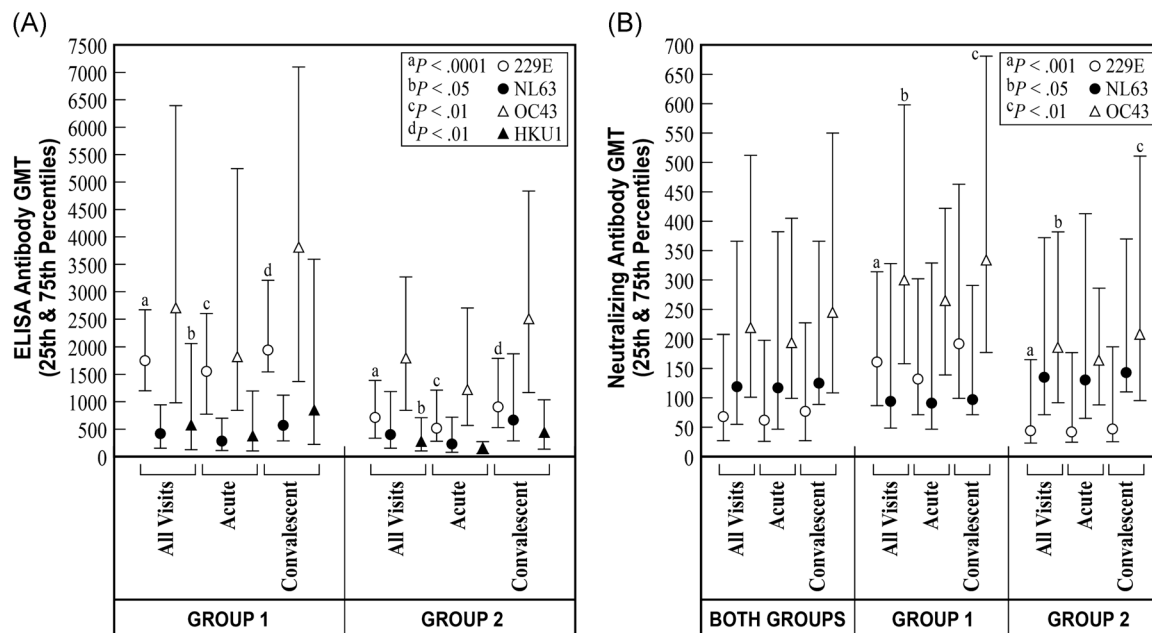 (A)
7500
7000
6500
6000
5500
5000
4500
4000
3500
3000
2500
2000
1500
1000
500
0
ELISA Antibody GMT
(25th & 75th Percentiles)
aP < .0001 229E
bP < .05 NL63
cP < .01 OC43
dP < .01 HKU1
a
b
c
d
a
b
c
d
All Visits
Acute
Convalescent
All Visits
Acute
Convalescent
GROUP 1
GROUP 2
(B)
700
650
600
550
500
450
400
350
300
250
200
150
100
50
0
Neutralizing Antibody GMT
(25th & 75th Percentiles)
aP < .001 229E
bP < .05 NL63
cP < .01 OC43
a
b
c
a
b
c
All Visits
Acute
Convalescent
All Visits
Acute
Convalescent
All Visits
Acute
Convalescent
BOTH GROUPS
GROUP 1
GROUP 2